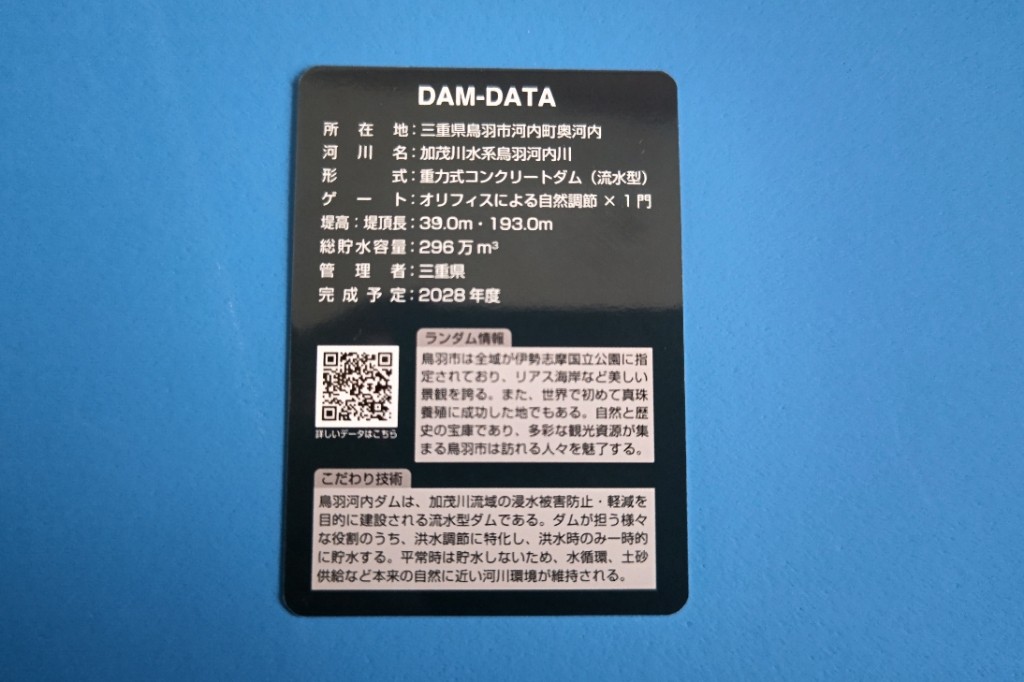 DAM-DATA
所在地：三重県鳥羽市河内町奥河内
河川名：加茂川水系鳥羽河内川
形式：重力式コンクリートダム（流水型）
ゲート：オリフィスによる自然調節×1門
堤高：堤頂長：39.0m・193.0m
総貯水容量：296万m³
管理者：三重県
完成予定：2028年度
ランダム情報
鳥羽市は全域が伊勢志摩国立公園に指
定されており、リアス海岸など美しい
景観を誇る。また、世界で初めて真珠
養殖に成功した地でもある。自然と歴
史の宝庫であり、多彩な観光資源が集
まる鳥羽市は訪れる人々を魅了する。
詳しいデータはこちら
こだわり技術
鳥羽河内ダムは、加茂川流域の浸水被害防止・軽減を
目的に建設される流水型ダムである。ダムが担う様々
な役割のうち、洪水調節に特化し、洪水時のみ一時的
に貯水する。平常時は貯水しないため、水循環、土砂
供給など本来の自然に近い河川環境が維持される。